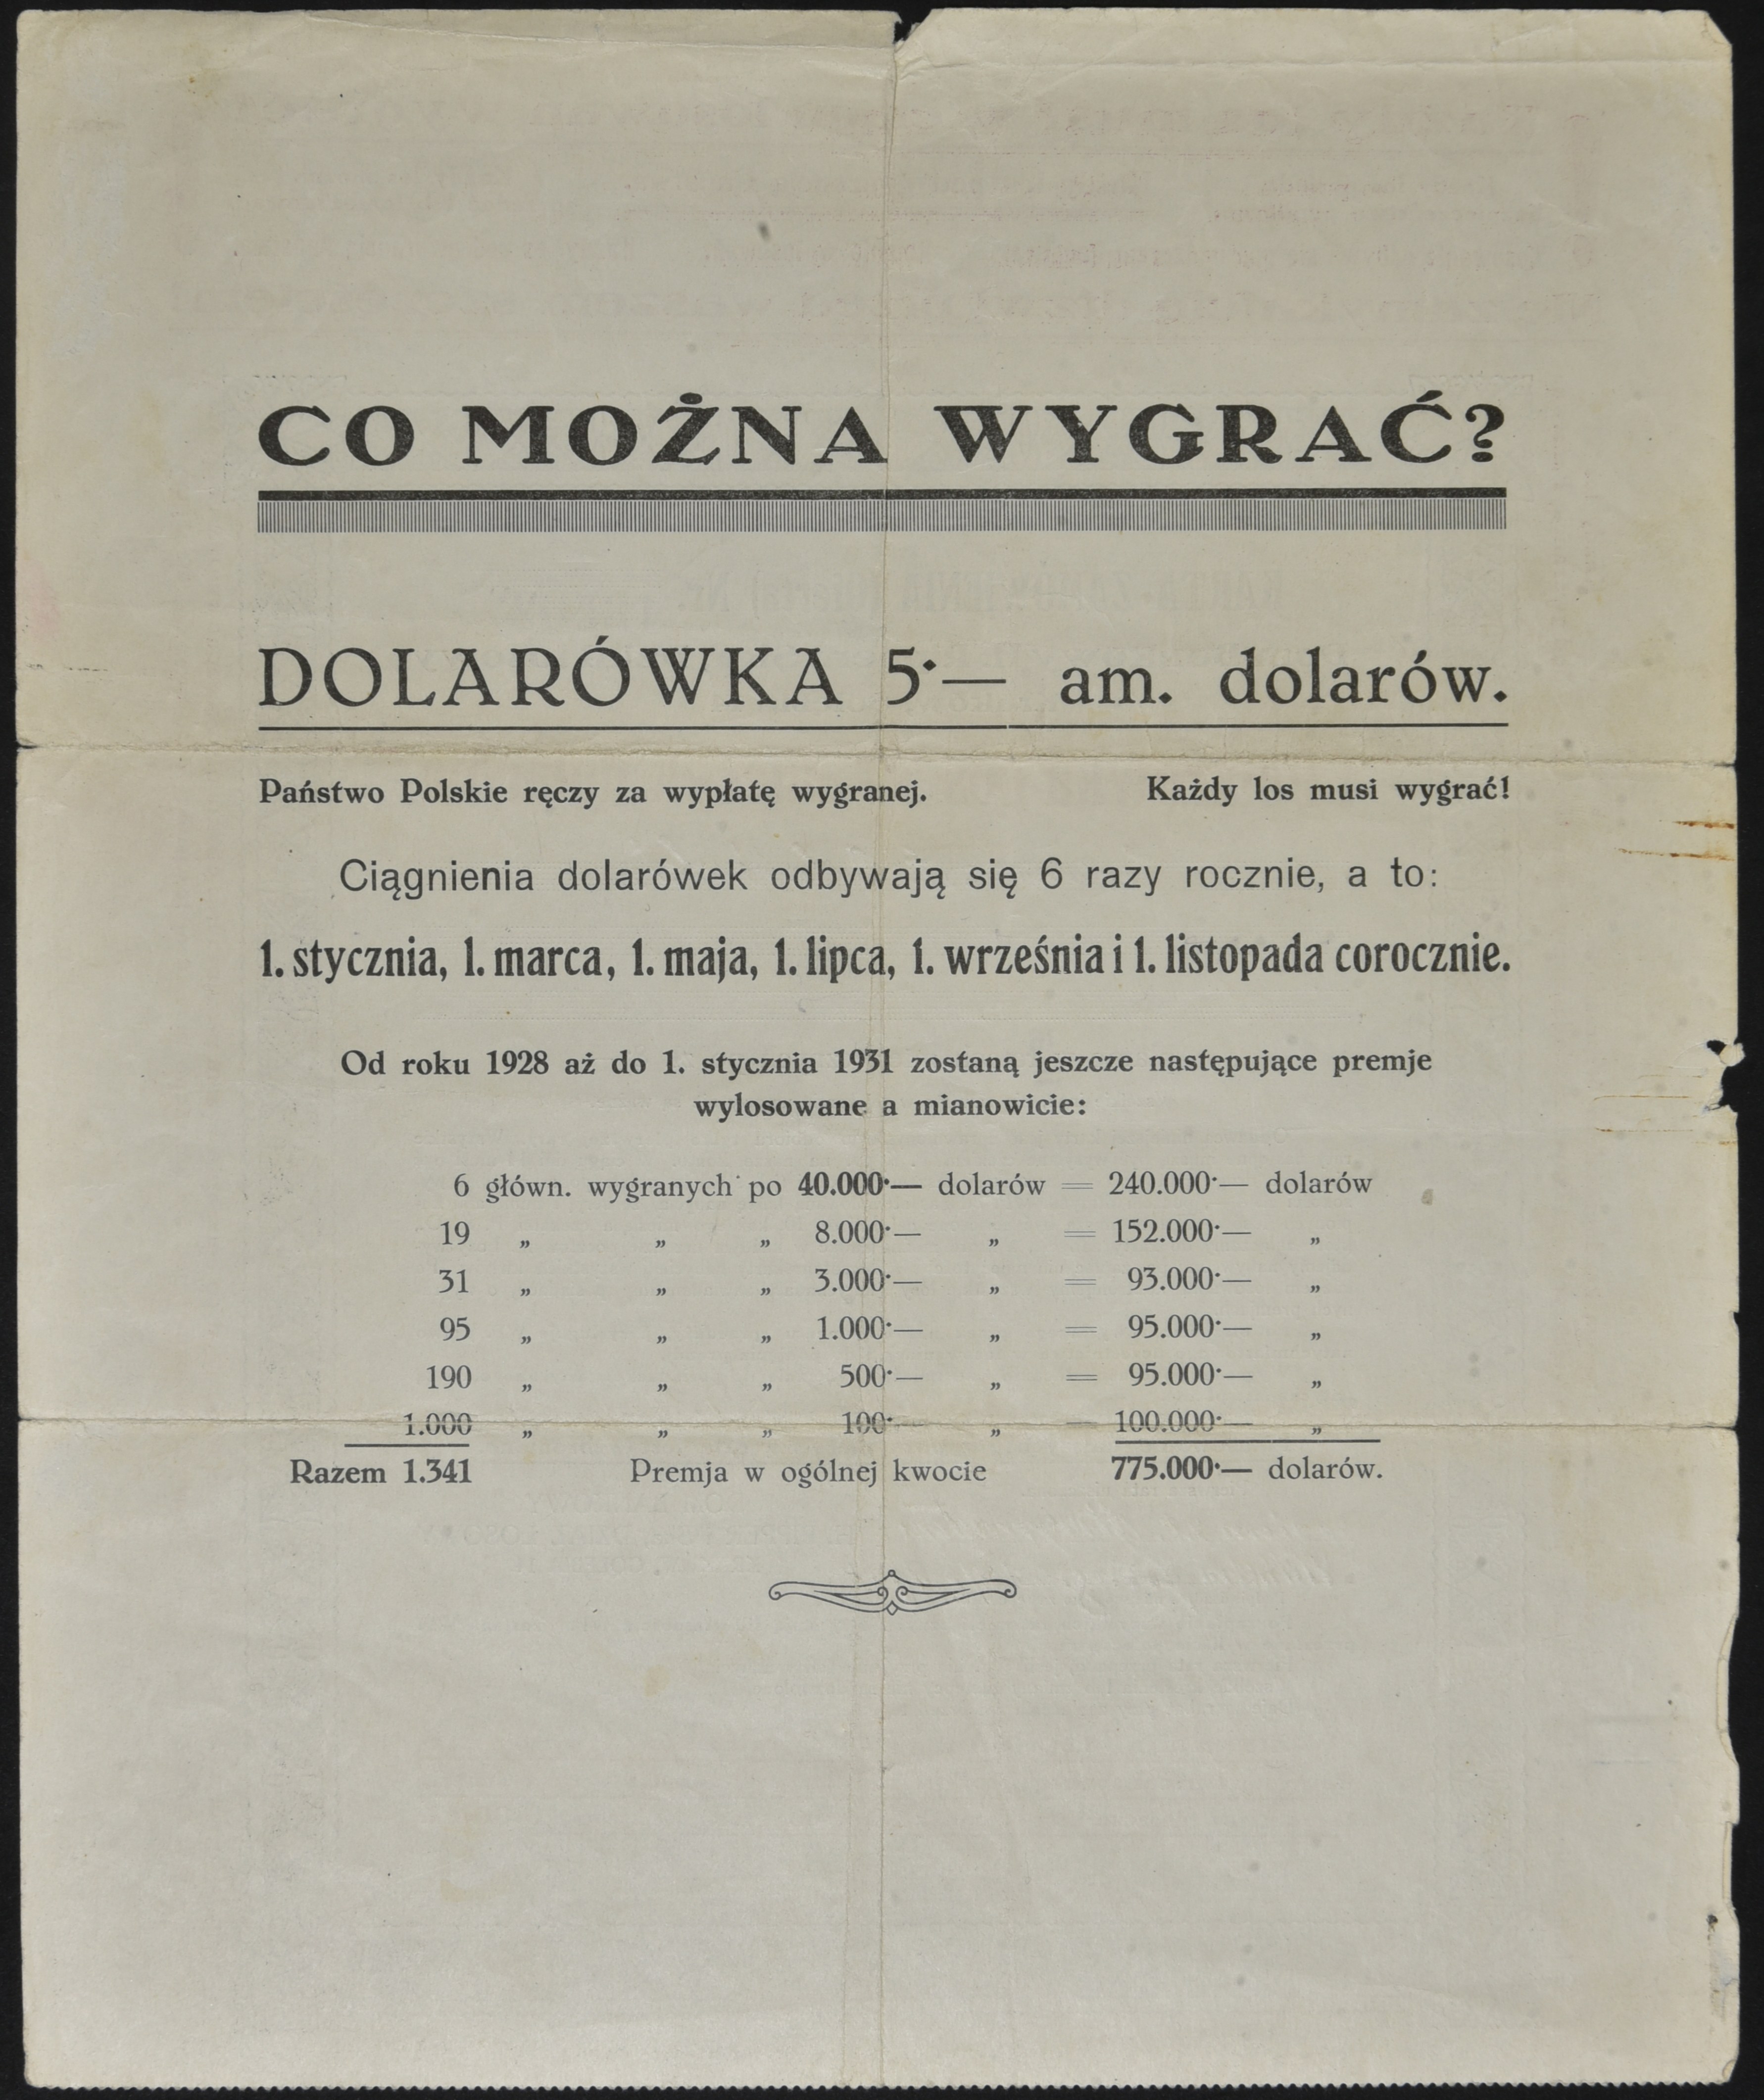 CO MOŻNA WYGRAĆ?
DOLARÓWKA 5·— am. dolarów.
Państwo Polskie ręczy za wypłatę wygranej. Każdy los musi wygrać!
Ciągnienia dolarówek odbywają się 6 razy rocznie, a to:
1. stycznia, 1. marca, 1. maja, 1. lipca, 1. września i 1. listopada corocznie.
Od roku 1928 aż do 1. stycznia 1931 zostaną jeszcze następujące premje
wylosowane a mianowicie:
6 główn. wygranych po 40.000·— dolarów = 240.000·— dolarów
19 „ „ „ 8.000·— „ = 152.000·— „
31 „ „ „ 3.000·— „ = 93.000·— „
95 „ „ „ 1.000·— „ = 95.000·— „
190 „ „ „ 500·— „ = 95.000·— „
1.000 „ „ „ 100·— „ = 100.000·— „
Razem 1.341 Premja w ogólnej kwocie 775.000·— dolarów.